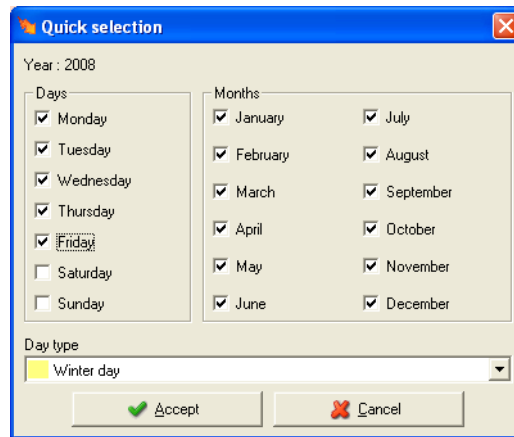 Quick selection
Year : 2008
Days
Monday
Tuesday
Wednesday
Thursday
Friday
Saturday
Sunday
Months
January
February
March
April
May
June
July
August
September
October
November
December
Day type
Winter day
Accept
Cancel